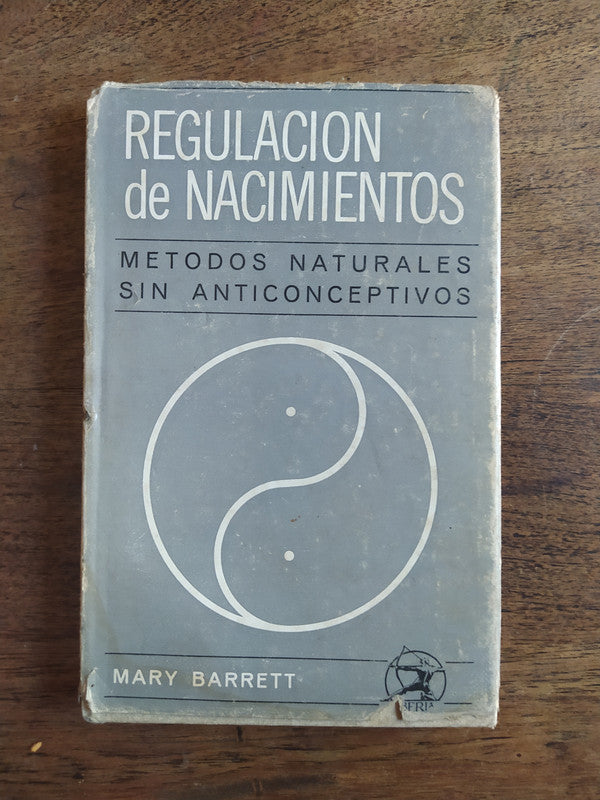 REGULACION
de NACIMIENTOS
METODOS NATURALES
SIN ANTICONCEPTIVOS
MARY BARRETT